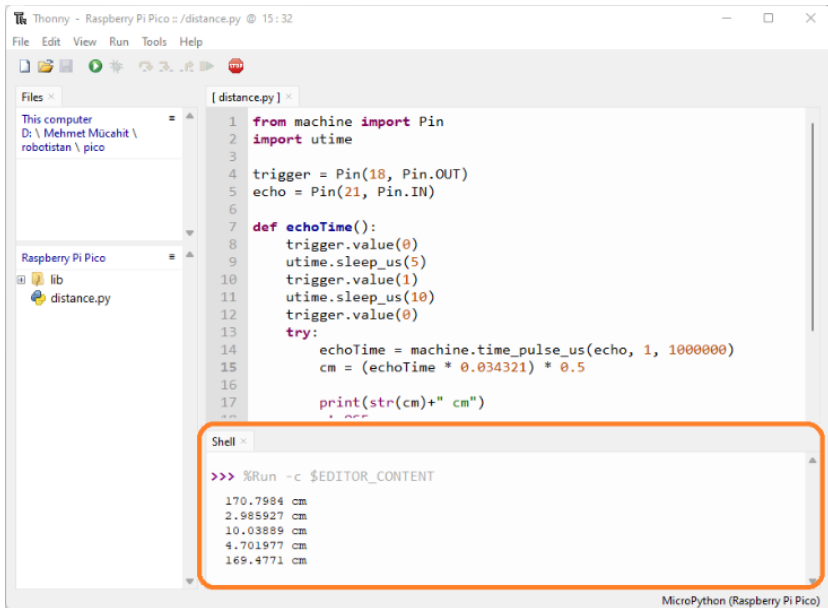 Thonny - Raspberry Pi Pico :: /distance.py @ 15:32
File Edit View Run Tools Help
STOP
Files
This computer
D: \ Mehmet Mücahit \
robotistan \ pico
Raspberry Pi Pico
lib
distance.py
[ distance.py ]
1 from machine import Pin
2 import utime
3
4 trigger = Pin(18, Pin.OUT)
5 echo = Pin(21, Pin.IN)
6
7 def echoTime():
8     trigger.value(0)
9     utime.sleep_us(5)
10     trigger.value(1)
11     utime.sleep_us(10)
12     trigger.value(0)
13     try:
14         echoTime = machine.time_pulse_us(echo, 1, 1000000)
15         cm = (echoTime * 0.034321) * 0.5
16
17         print(str(cm)+" cm")
Shell
>>> %Run -c $EDITOR_CONTENT
170.7984 cm
2.985927 cm
10.03889 cm
4.701977 cm
169.4771 cm
MicroPython (Raspberry Pi Pico)